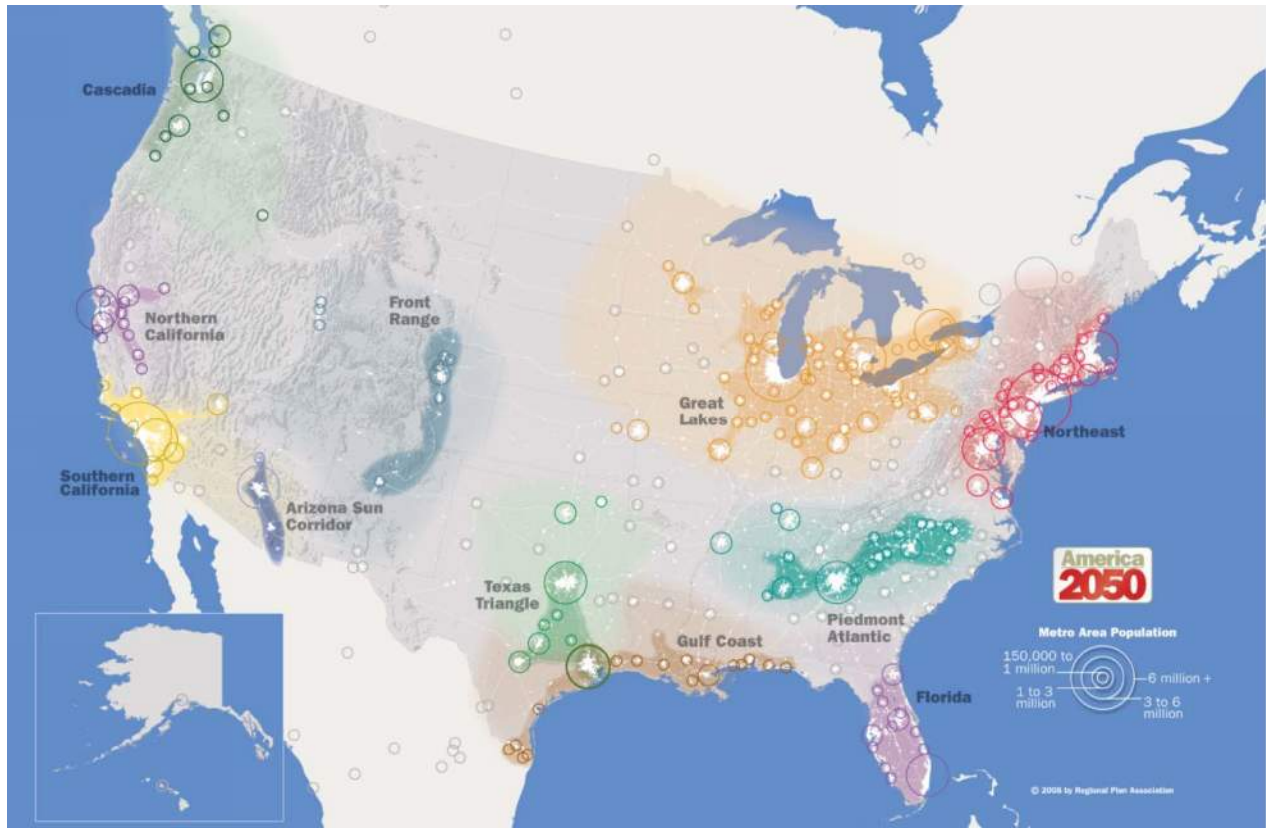 Cascadia
Northern
California
Front
Range
Great
Lakes
Northeast
Southern
California
Arizona Sun
Corridor
Texas
Triangle
Gulf Coast
Piedmont
Atlantic
Florida
America
2050
Metro Area Population
150,000 to
1 million
1 to 3
million
6 million +
3 to 6
million
© 2008 by Regional Plan Association